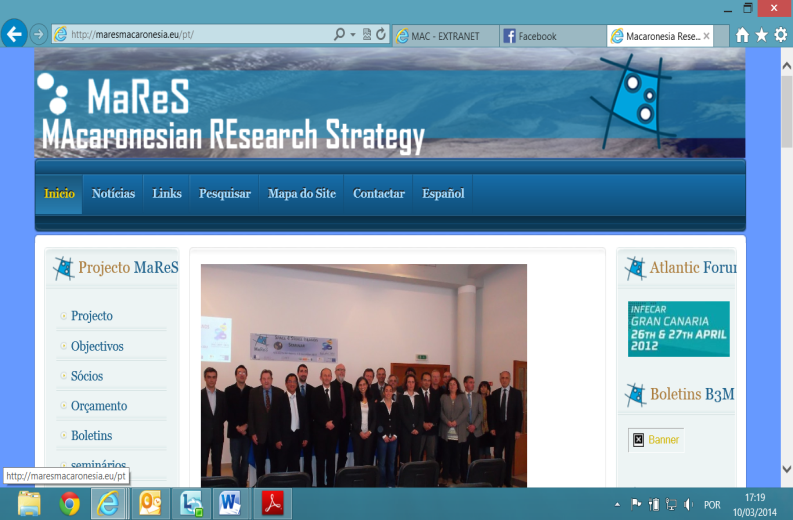 http://maresmacaronesia.eu/pt/
MAC - EXTRANET
Facebook
Macaronesia Rese...
MaReS
MAcaronesian REsearch Strategy
Início
Notícias
Links
Pesquisar
Mapa do Site
Contactar
Español
Projecto MaReS
Projecto
Objectivos
Sócios
Orçamento
Boletins
seminários
MaReS
Atlantic Forum
INFECAR
GRAN CANARIA
26TH & 27TH APRIL
2012
Boletins B3M
Banner
http://maresmacaronesia.eu/pt
POR
17:19
10/03/2014